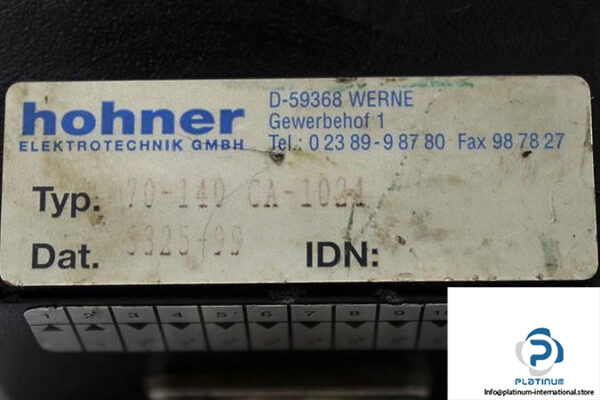 hohner
ELEKTROTECHNIK GMBH
D-59368 WERNE
Gewerbehof 1
Tel.: 0 23 89-9 87 80 Fax 98 78 27
Typ: 70-140 CA-1024
Dat. 5325-99 IDN:
1 2 3 4 5 6 7 8 9 10
PLATINUM
Info@platinum-international.store